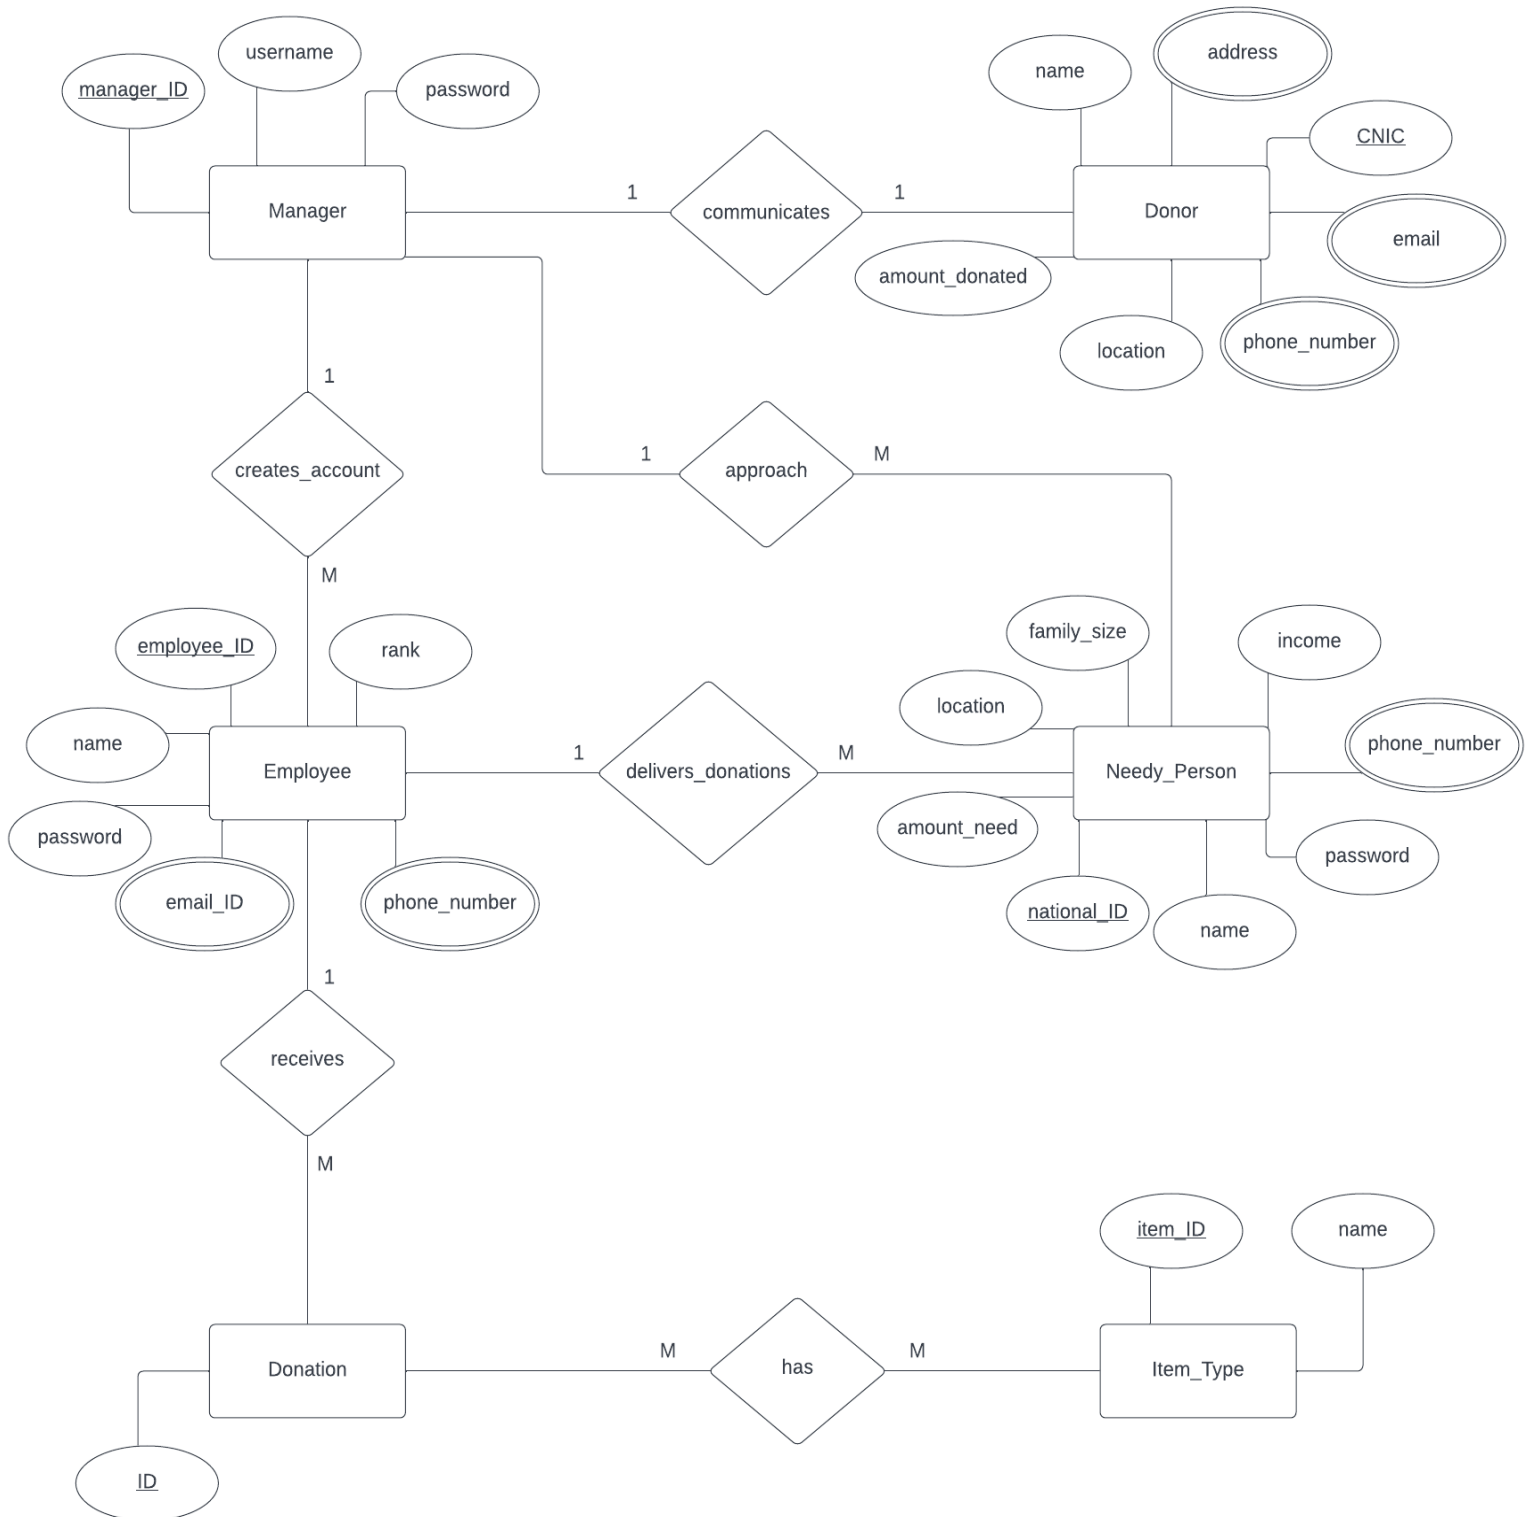 username
address
name
manager_ID
password
CNIC
Manager
1
communicates
1
Donor
email
amount_donated
phone_number
location
1
creates_account
1
approach
M
M
employee_ID
rank
family_size
income
location
name
phone_number
Employee
1
delivers_donations
M
Needy_Person
password
amount_need
password
email_ID
phone_number
national_ID
name
1
receives
M
item_ID
name
Donation
M
has
M
Item_Type
ID